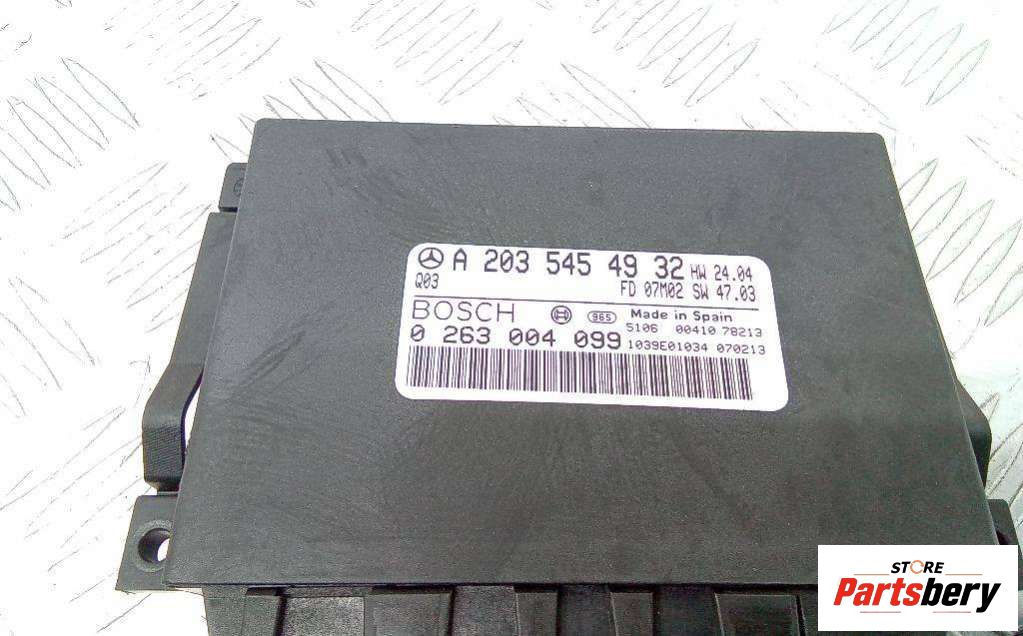 A 203 545 49 32 HW 24.04
Q03 FD 07M02 SW 47.03
BOSCH 965 Made in Spain
5106 00410 78213
0 263 004 099 1039E01034 070213
STORE
Partsbery